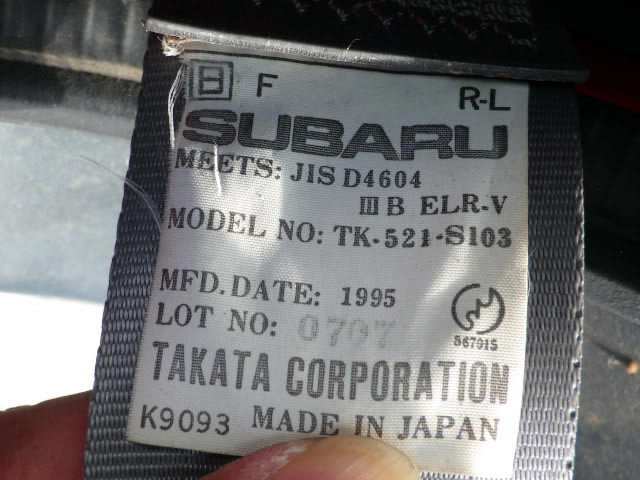 B F R-L
SUBARU
MEETS: JIS D4604
III B ELR-V
MODEL NO: TK-521-S103
MFD. DATE: 1995
LOT NO: 0707
56791S
TAKATA CORPORATION
K9093 MADE IN JAPAN